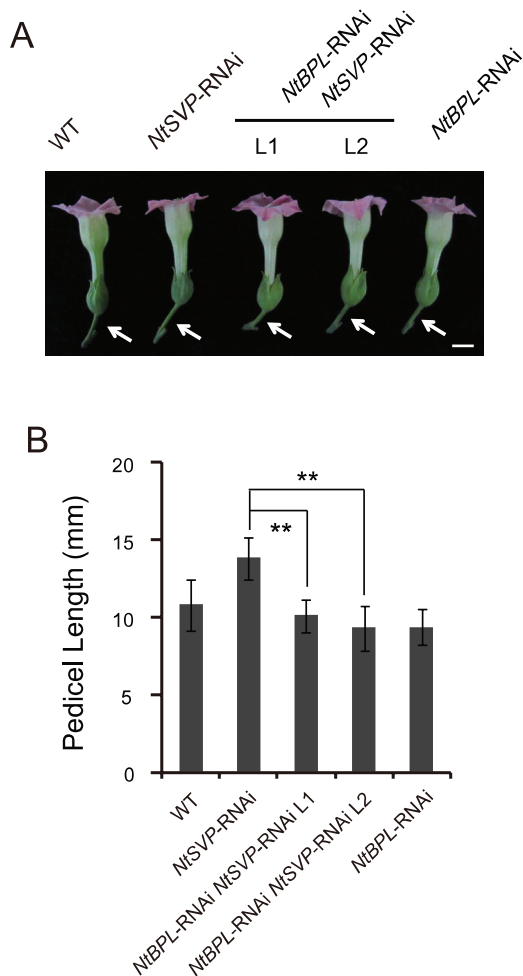 A
WT
NtSVP-RNAi
NtBPL-RNAi
NtSVP-RNAi
NtBPL-RNAi
L1
L2
B
Pedicel Length (mm)
20
15
10
5
0
**
**
WT
NtSVP-RNAi
NtBPL-RNAi NtSVP-RNAi L1
NtBPL-RNAi NtSVP-RNAi L2
NtBPL-RNAi